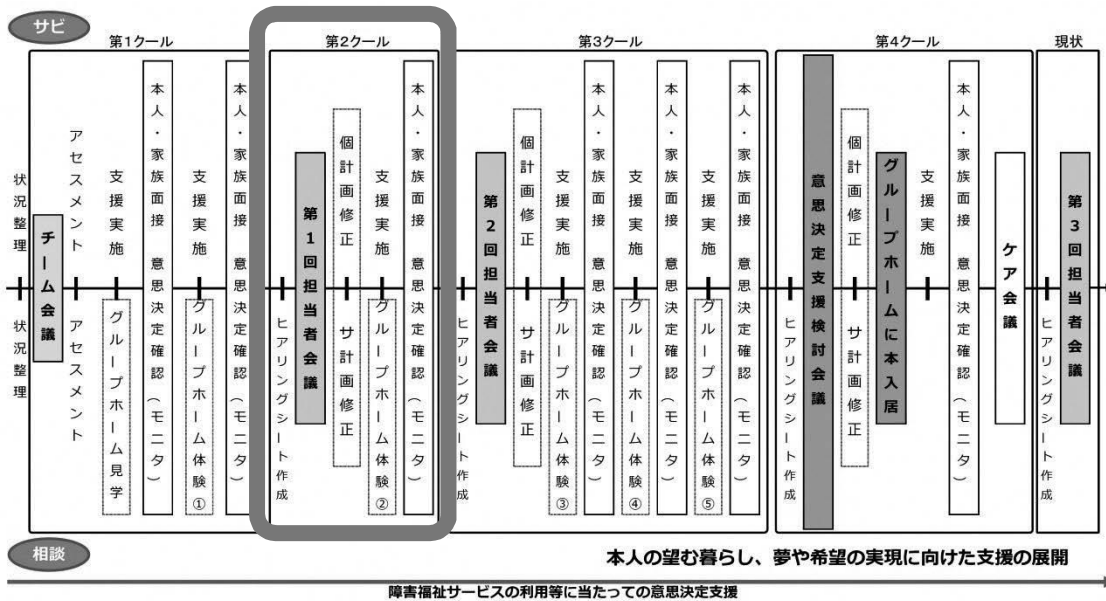 サビ
第1クール
第2クール
第3クール
第4クール
現状
状況整理
状況整理
チーム会議
アセスメント
アセスメント
支援実施
グループホーム見学
本人・家族面接 意思決定確認（モニタ）
支援実施
グループホーム体験①
本人・家族面接 意思決定確認（モニタ）
ヒアリングシート作成
第1回担当者会議
個計画修正
サ計画修正
支援実施
グループホーム体験②
本人・家族面接 意思決定確認（モニタ）
ヒアリングシート作成
第2回担当者会議
個計画修正
サ計画修正
支援実施
グループホーム体験③
本人・家族面接 意思決定確認（モニタ）
支援実施
グループホーム体験④
本人・家族面接 意思決定確認（モニタ）
支援実施
グループホーム体験⑤
本人・家族面接 意思決定確認（モニタ）
ヒアリングシート作成
意思決定支援検討会議
個計画修正
サ計画修正
グループホームに本入居
支援実施
本人・家族面接 意思決定確認（モニタ）
ケア会議
ヒアリングシート作成
第3回担当者会議
相談
本人の望む暮らし、夢や希望の実現に向けた支援の展開
障害福祉サービスの利用等に当たっての意思決定支援